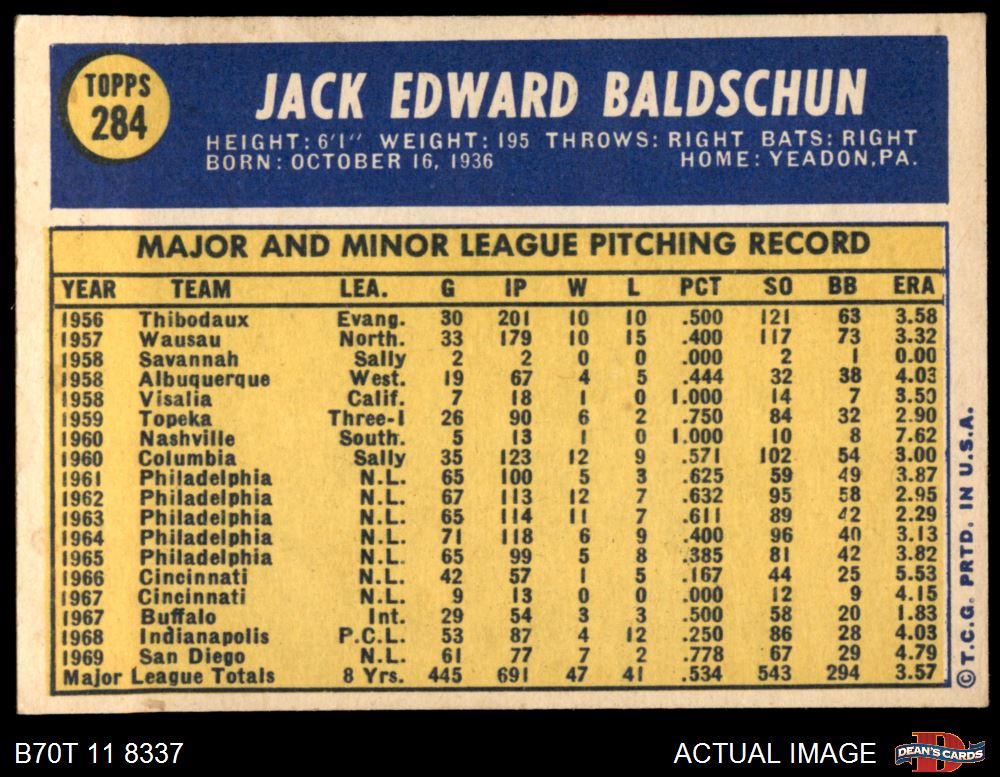 TOPPS
284
JACK EDWARD BALDSCHUN
HEIGHT: 6'1" WEIGHT: 195 THROWS: RIGHT BATS: RIGHT
BORN: OCTOBER 16, 1936 HOME: YEADON, PA.
MAJOR AND MINOR LEAGUE PITCHING RECORD
YEAR TEAM LEA. G IP W L PCT SO BB ERA
1956 Thibodaux Evang. 30 201 10 10 .500 121 63 3.58
1957 Wausau North. 33 179 10 15 .400 117 73 3.32
1958 Savannah Sally 2 2 0 0 .000 2 1 0.00
1958 Albuquerque West. 19 67 4 5 .444 32 38 4.03
1958 Visalia Calif. 7 18 1 0 1.000 14 7 3.50
1959 Topeka Three-I 26 90 6 2 .750 84 32 2.90
1960 Nashville South. 5 13 1 0 1.000 10 8 7.62
1960 Columbia Sally 35 123 12 9 .571 102 54 3.00
1961 Philadelphia N.L. 65 100 5 3 .625 59 49 3.87
1962 Philadelphia N.L. 67 113 12 7 .632 95 58 2.95
1963 Philadelphia N.L. 65 114 11 7 .611 89 42 2.29
1964 Philadelphia N.L. 71 118 6 9 .400 96 40 3.13
1965 Philadelphia N.L. 65 99 5 8 .385 81 42 3.82
1966 Cincinnati N.L. 42 57 1 5 .167 44 25 5.53
1967 Cincinnati N.L. 9 13 0 0 .000 12 9 4.15
1967 Buffalo Int. 29 54 3 3 .500 58 20 1.83
1968 Indianapolis P.C.L. 53 87 4 12 .250 86 28 4.03
1969 San Diego N.L. 61 77 7 2 .778 67 29 4.79
Major League Totals 8 Yrs. 445 691 47 41 .534 543 294 3.57
© T.C.G. PRTD. IN U.S.A.
B70T 11 8337
ACTUAL IMAGE
D
DEAN'S CARDS